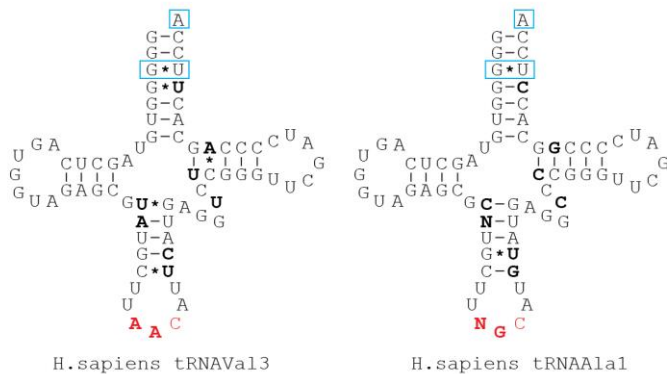 A
G–C
G–C
G*U
G*U
G–C
U–A
G–C
U G A C U C G A U G A C C C C U A G C
G G U A G A G C G U C G G G U U C
U*G A G G U
A–U
U–A
G–C
C*U
U U
U A
A A C
H.sapiens tRNAVal3
A
G–C
G–C
G*U
G–C
G–C
U–A
G–C
U G A C U C G A U G G C C C C U A G C
G G U A G A G C G C C G G G U U C
C–G A G G C
N–U
U–A
G*U
C–G
U U
U A
N G C
H.sapiens tRNAAla1